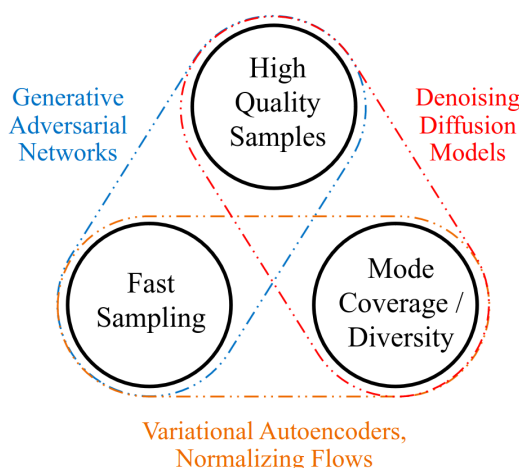 High
Quality
Samples
Generative
Adversarial
Networks
Denoising
Diffusion
Models
Fast
Sampling
Mode
Coverage /
Diversity
Variational Autoencoders,
Normalizing Flows